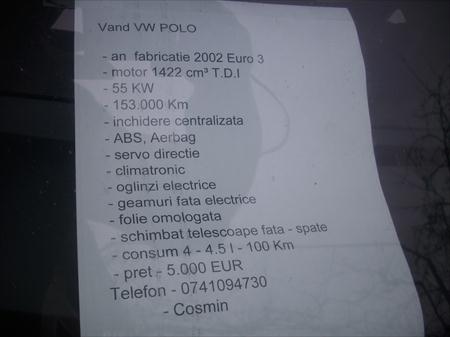 Vand VW POLO
- an fabricatie 2002 Euro 3
- motor 1422 cm³ T.D.I
- 55 KW
- 153.000 Km
- inchidere centralizata
- ABS, Aerbag
- servo directie
- climatronic
- oglinzi electrice
- geamuri fata electrice
- folie omologata
- schimbat telescoape fata - spate
- consum 4 - 4.5 l - 100 Km
- pret - 5.000 EUR
Telefon - 0741094730
- Cosmin